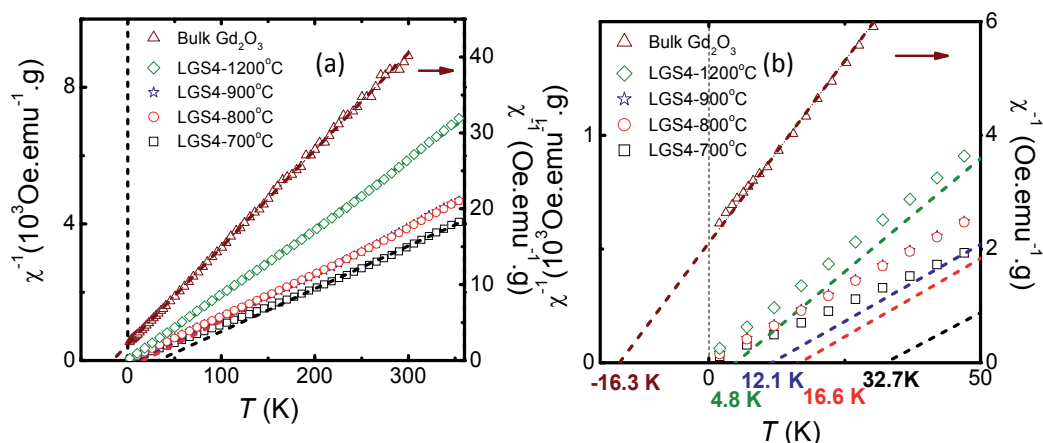 (a)
Bulk Gd₂O₃
LGS4-1200°C
LGS4-900°C
LGS4-800°C
LGS4-700°C
χ⁻¹ (10³Oe.emu⁻¹.g)
8
4
0
0
100
200
300
T (K)
40
30
20
10
0
χ⁻¹ (Oe.emu⁻¹.g)
(b)
Bulk Gd₂O₃
LGS4-1200°C
LGS4-900°C
LGS4-800°C
LGS4-700°C
χ⁻¹ (10³Oe.emu⁻¹.g)
1
0
6
4
2
0
χ⁻¹ (Oe.emu⁻¹.g)
-16.3 K
0
12.1 K
32.7K
50
4.8 K
16.6 K
T (K)